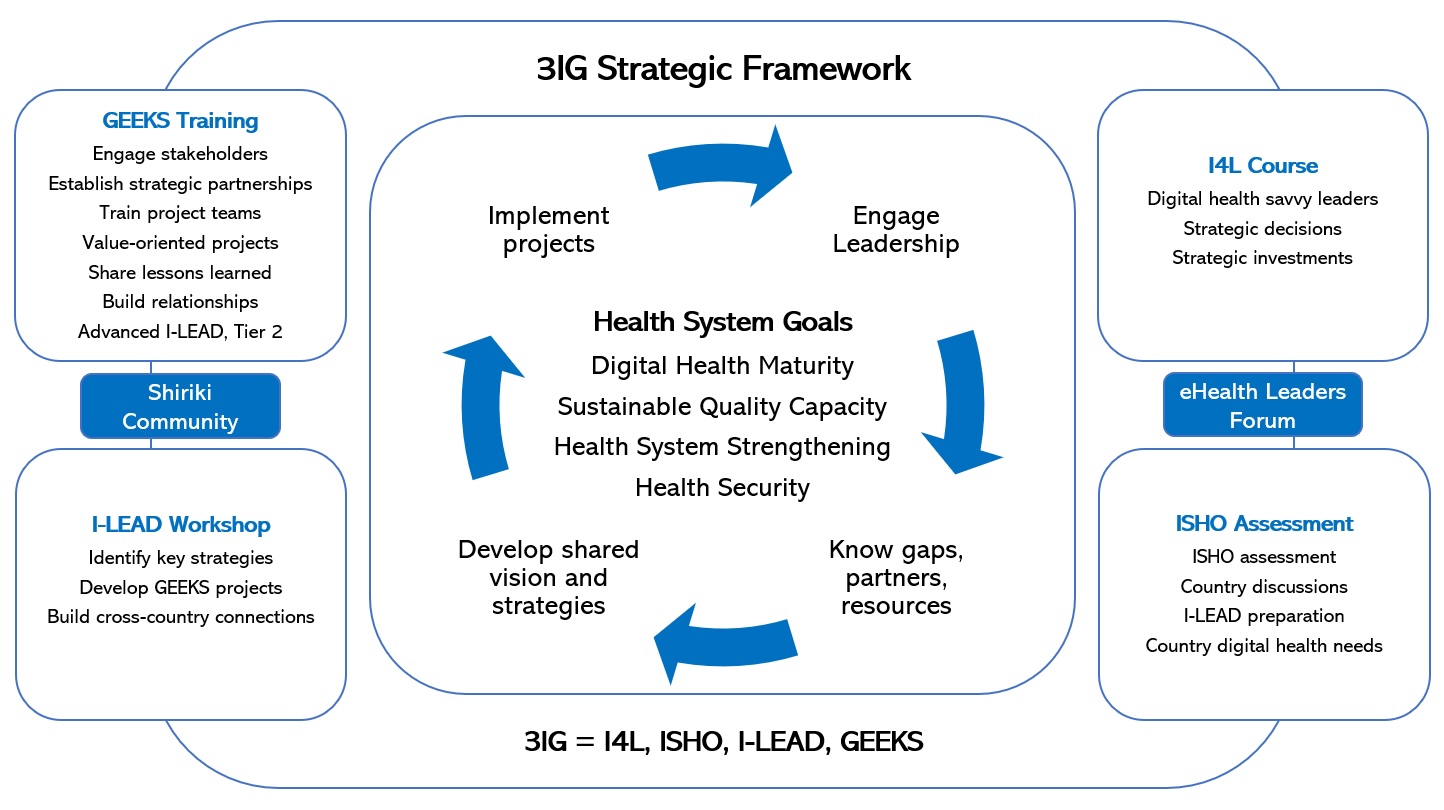 3IG Strategic Framework
GEEKS Training
Engage stakeholders
Establish strategic partnerships
Train project teams
Value-oriented projects
Share lessons learned
Build relationships
Advanced I-LEAD, Tier 2
Shiriki
Community
I-LEAD Workshop
Identify key strategies
Develop GEEKS projects
Build cross-country connections
Implement
projects
Engage
Leadership
Health System Goals
Digital Health Maturity
Sustainable Quality Capacity
Health System Strengthening
Health Security
Develop shared
vision and
strategies
Know gaps,
partners,
resources
I4L Course
Digital health savvy leaders
Strategic decisions
Strategic investments
eHealth Leaders
Forum
ISHO Assessment
ISHO assessment
Country discussions
I-LEAD preparation
Country digital health needs
3IG = I4L, ISHO, I-LEAD, GEEKS